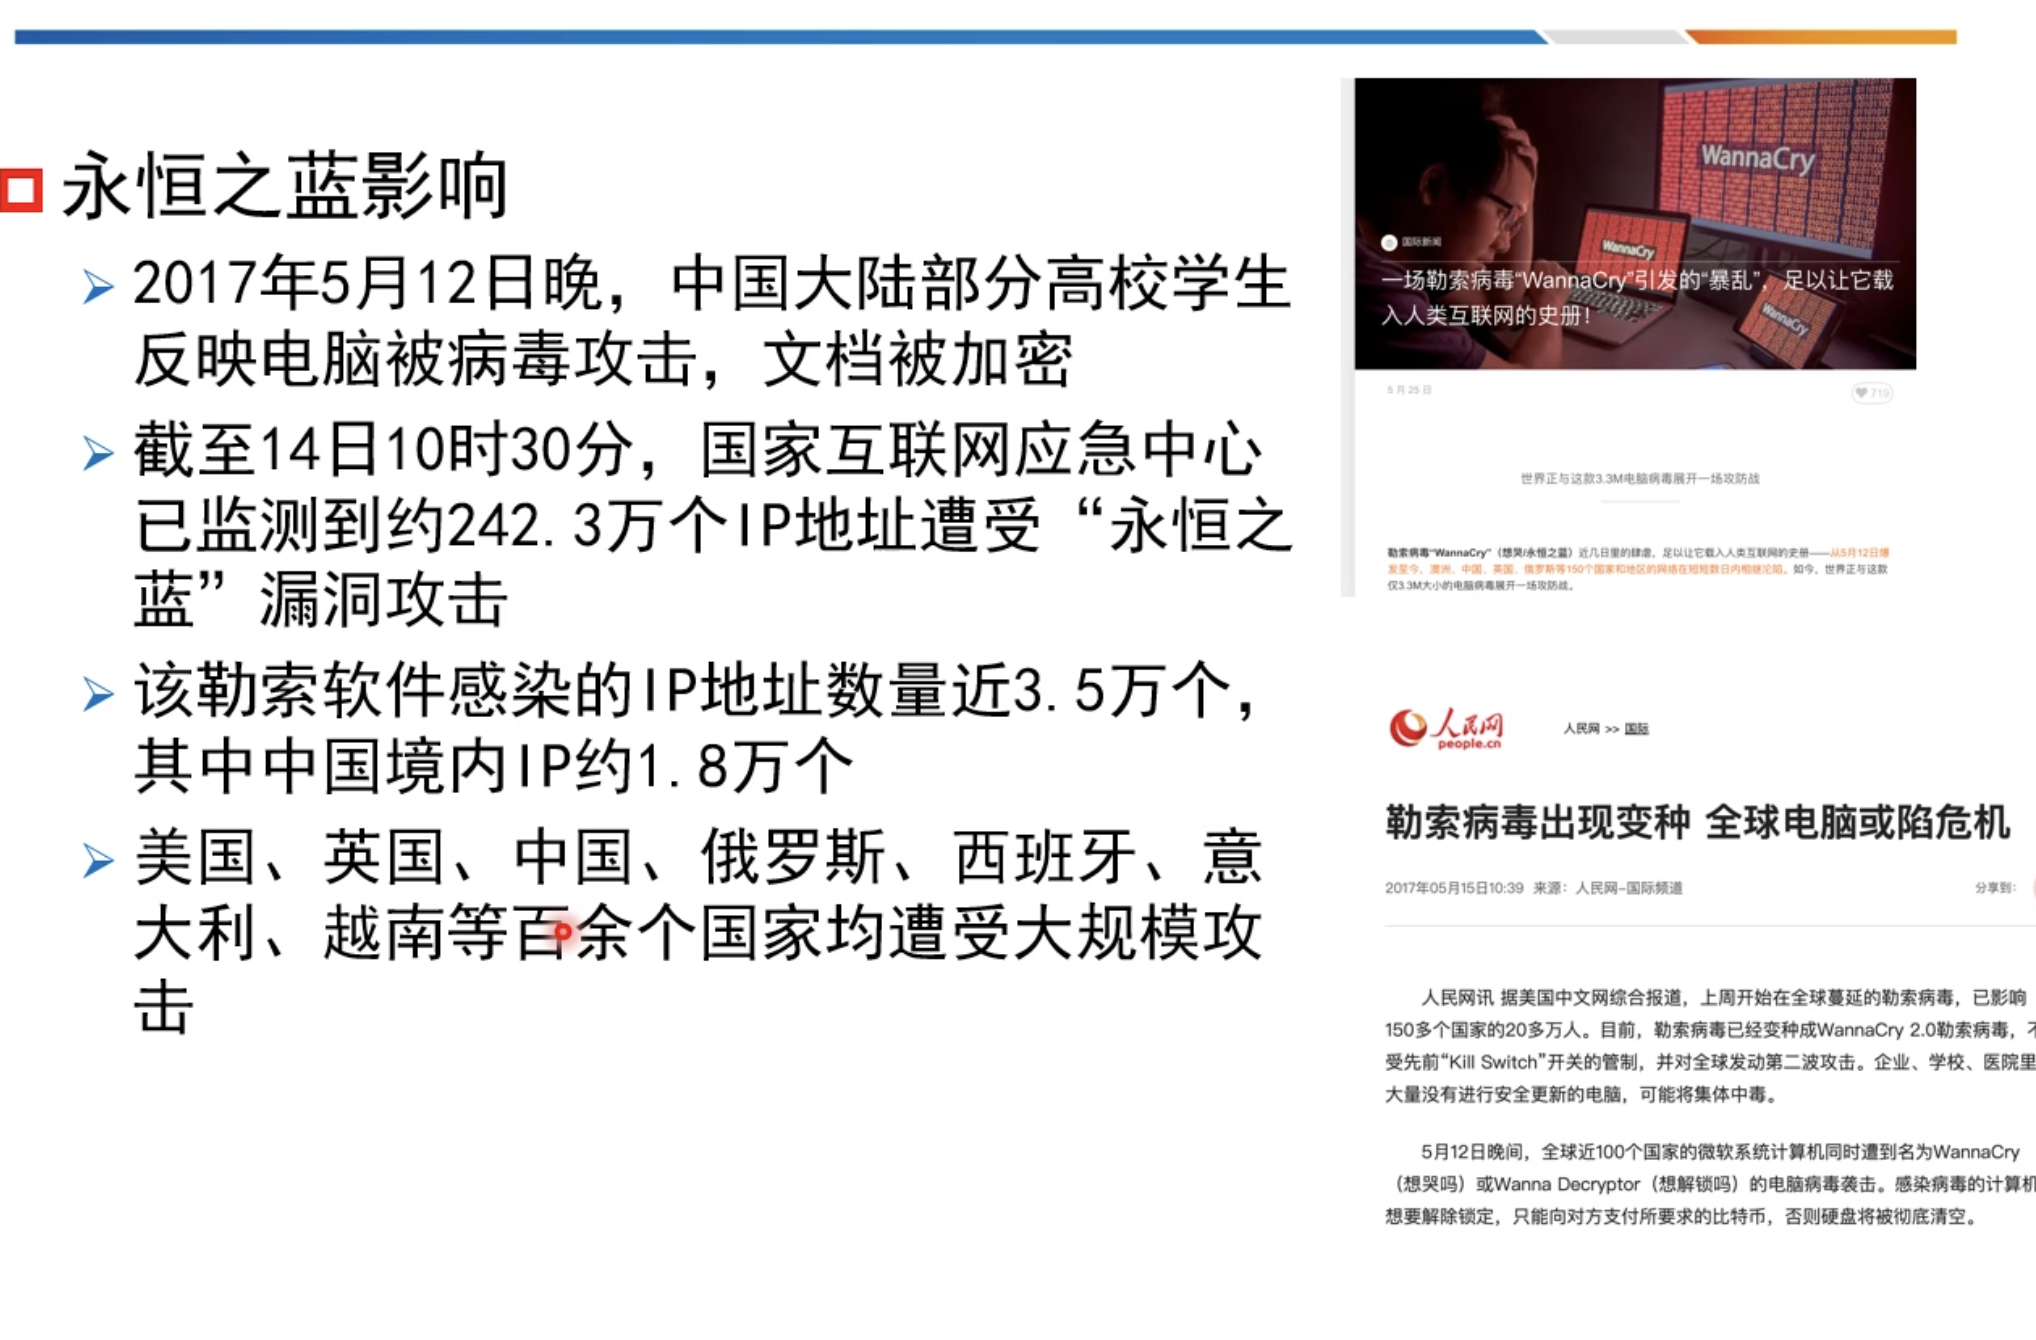 永恒之蓝影响
2017年5月12日晚，中国大陆部分高校学生
反映电脑被病毒攻击，文档被加密
截至14日10时30分，国家互联网应急中心
已监测到约242.3万个IP地址遭受“永恒之
蓝”漏洞攻击
该勒索软件感染的IP地址数量近3.5万个，
其中中国境内IP约1.8万个
美国、英国、中国、俄罗斯、西班牙、意
大利、越南等百余个国家均遭受大规模攻
击
WannaCry
WannaCry
WannaCry
国际新闻
一场勒索病毒“WannaCry”引发的“暴乱”，足以让它载
入人类互联网的史册！
5月25日
719
世界正与这款3.3M电脑病毒展开一场攻防战
勒索病毒“WannaCry”（想哭/永恒之蓝）近几日里的肆虐，足以让它载入人类互联网的史册——从5月12日爆
发至今，澳洲、中国、英国、俄罗斯等150个国家和地区的网络在短短数日内相继沦陷。如今，世界正与这款
仅3.3M大小的电脑病毒展开一场攻防战。
人民网
people.cn
人民网 >> 国际
勒索病毒出现变种 全球电脑或陷危机
2017年05月15日10:39 来源：人民网-国际频道
分享到：
人民网讯 据美国中文网综合报道，上周开始在全球蔓延的勒索病毒，已影响
150多个国家的20多万人。目前，勒索病毒已经变种成WannaCry 2.0勒索病毒，不
受先前“Kill Switch”开关的管制，并对全球发动第二波攻击。企业、学校、医院里
大量没有进行安全更新的电脑，可能将集体中毒。
5月12日晚间，全球近100个国家的微软系统计算机同时遭到名为WannaCry
（想哭吗）或Wanna Decryptor（想解锁吗）的电脑病毒袭击。感染病毒的计算机
想要解除锁定，只能向对方支付所要求的比特币，否则硬盘将被彻底清空。